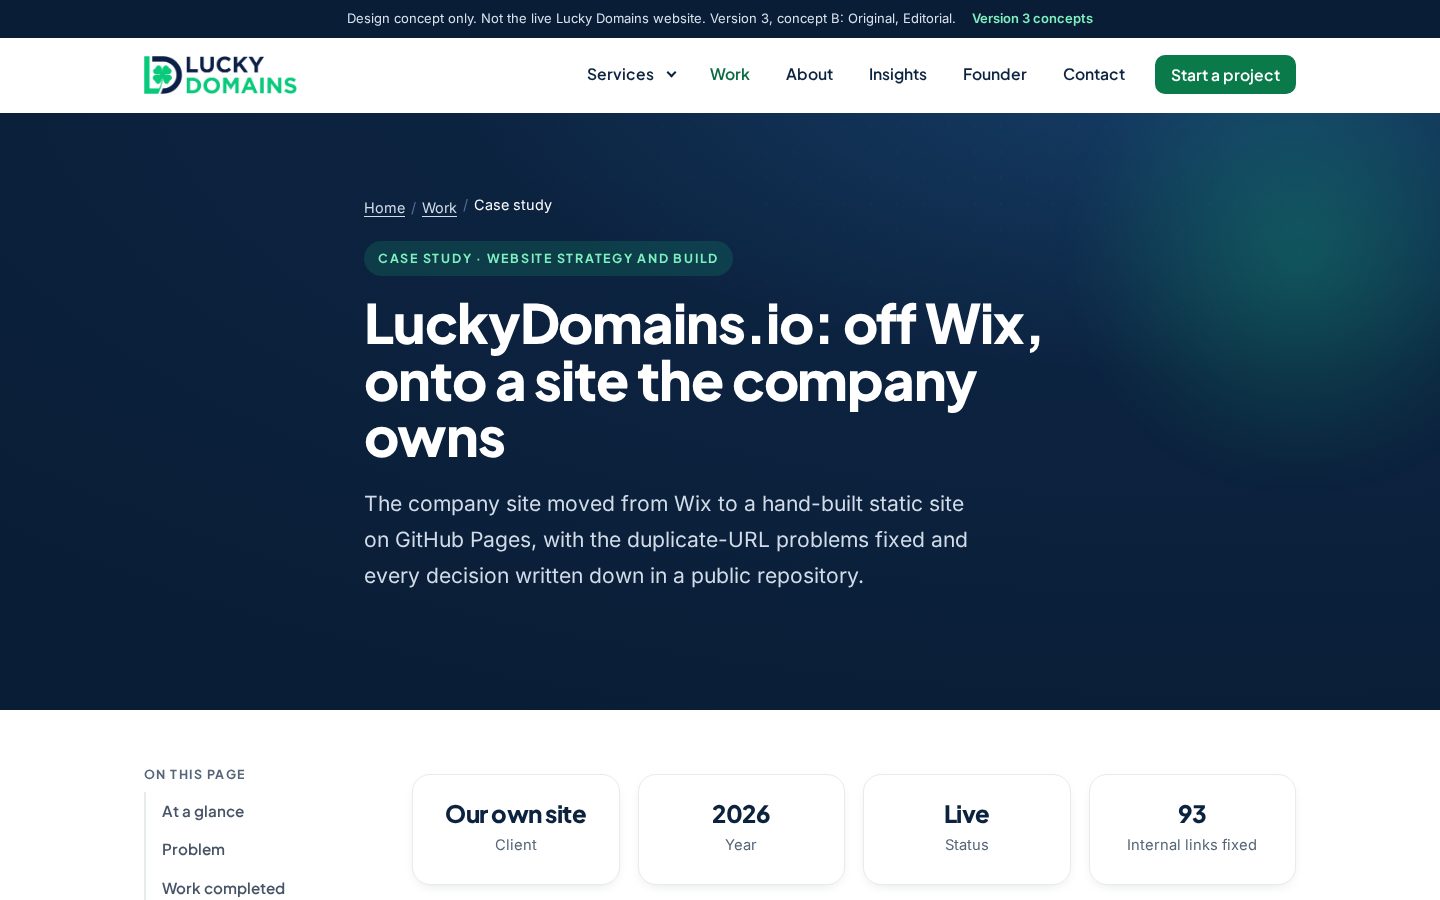 Design concept only. Not the live Lucky Domains website. Version 3, concept B: Original, Editorial. Version 3 concepts
LUCKY
DOMAINS
Services Work About Insights Founder Contact Start a project
Home / Work / Case study
CASE STUDY · WEBSITE STRATEGY AND BUILD
LuckyDomains.io: off Wix,
onto a site the company
owns
The company site moved from Wix to a hand-built static site
on GitHub Pages, with the duplicate-URL problems fixed and
every decision written down in a public repository.
ON THIS PAGE
At a glance
Problem
Work completed
Our own site
Client
2026
Year
Live
Status
93
Internal links fixed